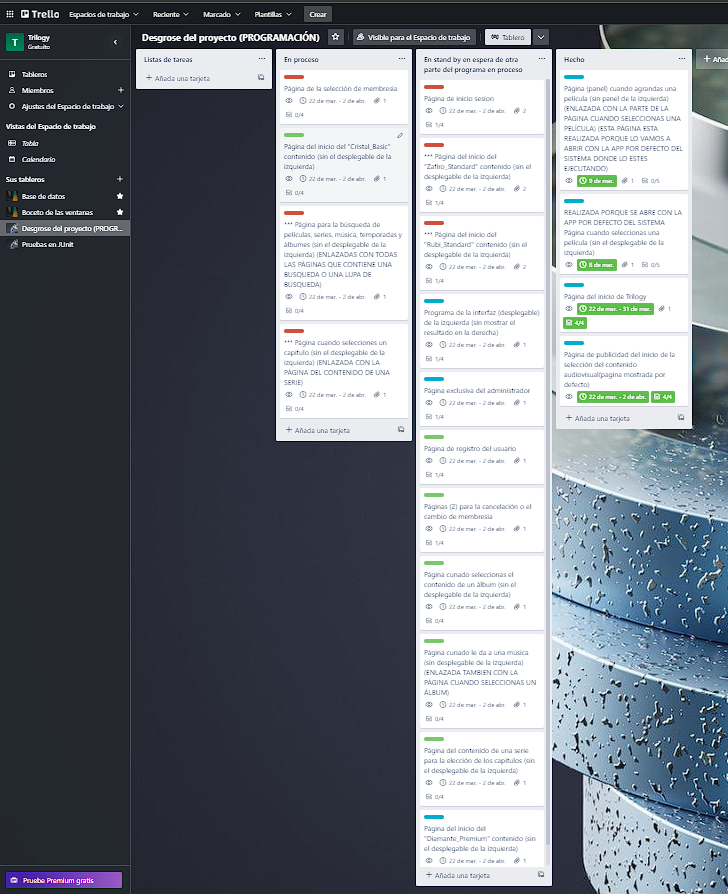 Trello
Espacios de trabajo
Reciente
Marcado
Plantillas
Crear
Trilogy
Gratuito
Tableros
Miembros
Ajustes del Espacio de trabajo
Vistas del Espacio de trabajo
Tabla
Calendario
Sus tableros
Base de datos
Boceto de las ventanas
Desgrose del proyecto (PROGR...
Pruebas en JUnit
Pruebe Premium gratis
Desgrose del proyecto (PROGRAMACIÓN)
Visible para el Espacio de trabajo
Tablero
Listas de tareas
Añada una tarjeta
En proceso
Página de la selección de membresia
22 de mar. - 2 de abr. 1
0/4
Página del inicio del "Cristal_Basic"
contenido (sin el desplegable de la
izquierda)
22 de mar. - 2 de abr. 1
0/4
*** Página para la búsqueda de
películas, series, música, temporadas y
álbumes (sin el desplegable de la
izquierda) (ENLAZADAS CON TODAS
LAS PÁGINAS QUE CONTIENE UNA
BUSQUEDA O UNA LUPA DE
BUSQUEDA)
22 de mar. - 2 de abr. 1
0/4
*** Página cuando selecciones un
capitulo (sin el desplegable de la
izquierda) (ENLAZADA CON LA
PÁGINA DEL CONTENIDO DE UNA
SERIE)
22 de mar. - 2 de abr. 1
0/4
Añada una tarjeta
En stand by en espera de otra
parte del programa en proceso
Página de inicio sesion
22 de mar. - 2 de abr. 2
1/4
*** Página del inicio del
"Zafiro_Standard" contenido (sin el
desplegable de la izquierda)
22 de mar. - 2 de abr. 2
1/4
*** Página del inicio del
"Rubi_Standard" contenido (sin el
desplegable de la izquierda)
22 de mar. - 2 de abr. 2
1/4
Programa de la interfaz (desplegable)
de la izquierda (sin mostrar el
resultado en la derecha)
22 de mar. - 2 de abr. 1
1/4
Página exclusiva del administrador
22 de mar. - 2 de abr. 1
1/4
Página de registro del usuario
22 de mar. - 2 de abr. 1
1/4
Páginas (2) para la cancelación o el
cambio de membresia
22 de mar. - 2 de abr. 1
1/4
Página cunado seleccionas el
contenido de un álbum (sin el
desplegable de la izquierda)
22 de mar. - 2 de abr. 1
0/4
Página cunado le da a una música
(sin desplegable de la izquierda)
(ENLAZADA TAMBIEN CON LA
PÁGINA CUANDO SELECCIONAS UN
ÁLBUM)
22 de mar. - 2 de abr. 1
0/4
Página del contenido de una serie
para la elección de los capitulos (sin
el desplegable de la izquierda)
22 de mar. - 2 de abr. 1
0/4
Página del inicio del
"Diamante_Premium" contenido (sin
el desplegable de la izquierda)
22 de mar. - 2 de abr. 1
Añada una tarjeta
Hecho
Página (panel) cuando agrandas una
película (sin panel de la izquierda)
(ENLAZADA CON LA PARTE DE LA
PÁGINA CUANDO SELECCIONAS UNA
PELÍCULA) (ESTA PÁGINA ESTA
REALIZADA PORQUE LO VAMOS A
ABRIR CON LA APP POR DEFECTO DEL
SISTEMA DONDO LO ESTES
EJECUTANDO)
9 de mar. 1 0/5
REALIZADA PORQUE SE ABRE CON LA
APP POR DEFECTO DEL SISTEMA
Página cuando seleccionas una
película (sin el desplegable de la
izquierda)
8 de mar. 1 0/5
Página del inicio de Trilogy
22 de mar. - 31 de mar. 1
4/4
Página de publicidad del inicio de la
selección del contenido
audiovisual(pagina mostrada por
defecto)
22 de mar. - 2 de abr. 4/4
Añada una tarjeta